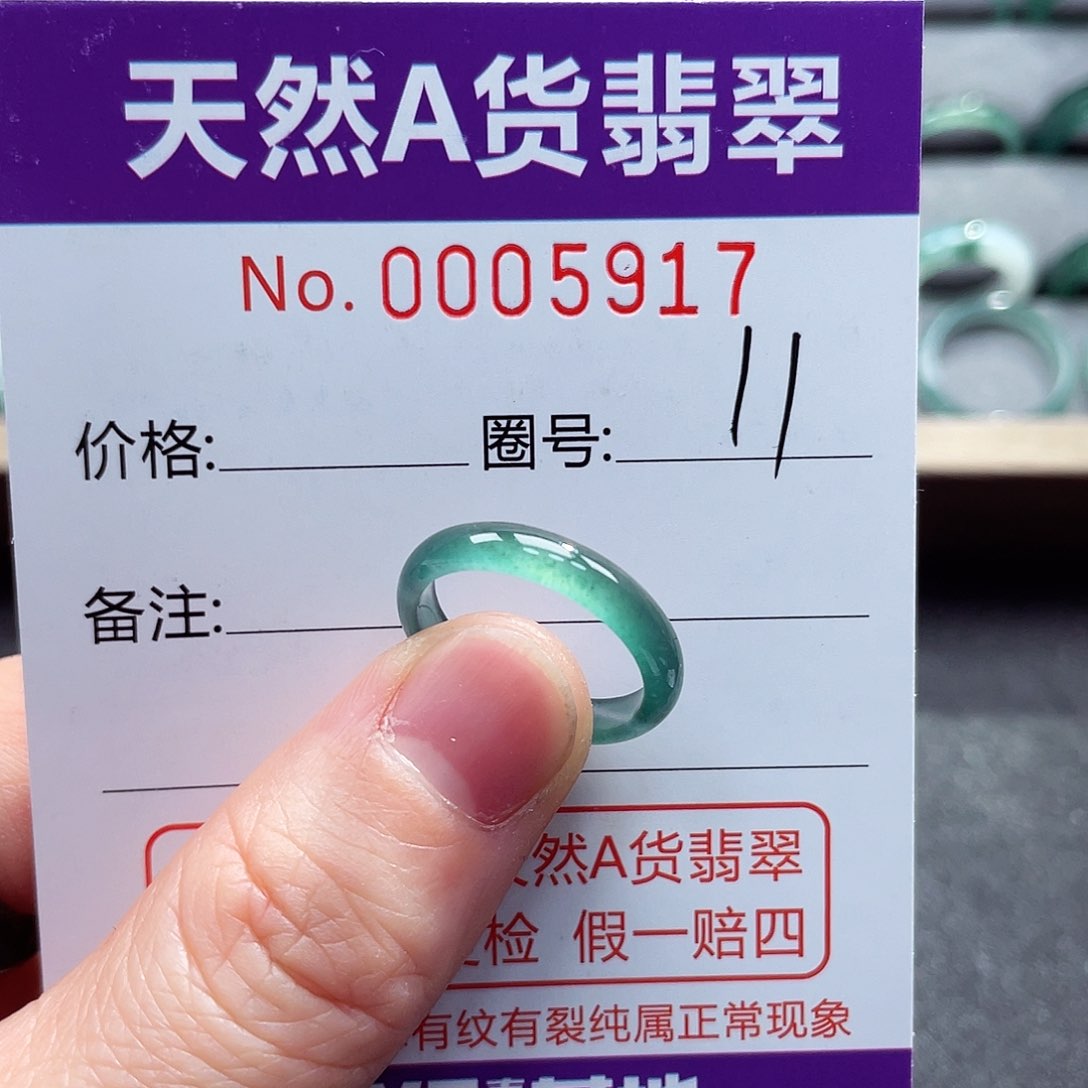 天然A货翡翠
No. 0005917
价格: 圈号: 11
备注:
然A货翡翠
检 假一赔四
有纹有裂纯属正常现象